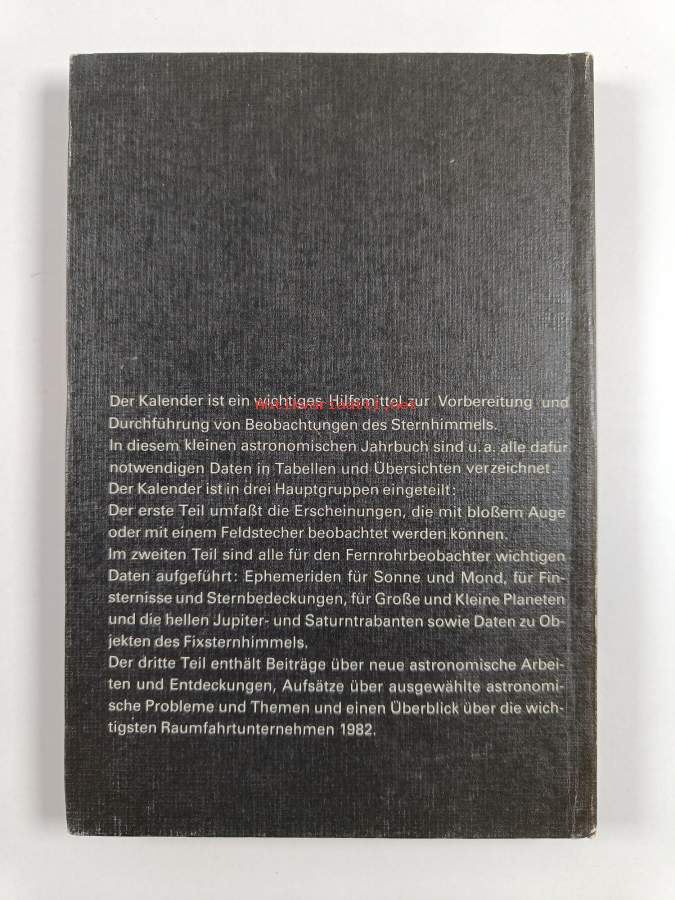 Der Kalender ist ein wichtiges Hilfsmittel zur Vorbereitung und
Durchführung von Beobachtungen des Sternhimmels.
In diesem kleinen astronomischen Jahrbuch sind u. a. alle dafür
notwendigen Daten in Tabellen und Übersichten verzeichnet.
Der Kalender ist in drei Hauptgruppen eingeteilt:
Der erste Teil umfaßt die Erscheinungen, die mit bloßem Auge
oder mit einem Feldstecher beobachtet werden können.
Im zweiten Teil sind alle für den Fernrohrbeobachter wichtigen
Daten aufgeführt: Ephemeriden für Sonne und Mond, für Fin-
sternisse und Sternbedeckungen, für Große und Kleine Planeten
und die hellen Jupiter- und Saturntrabanten sowie Daten zu Ob-
jekten des Fixsternhimmels.
Der dritte Teil enthält Beiträge über neue astronomische Arbei-
ten und Entdeckungen, Aufsätze über ausgewählte astronomi-
sche Probleme und Themen und einen Überblick über die wich-
tigsten Raumfahrtunternehmen 1982.